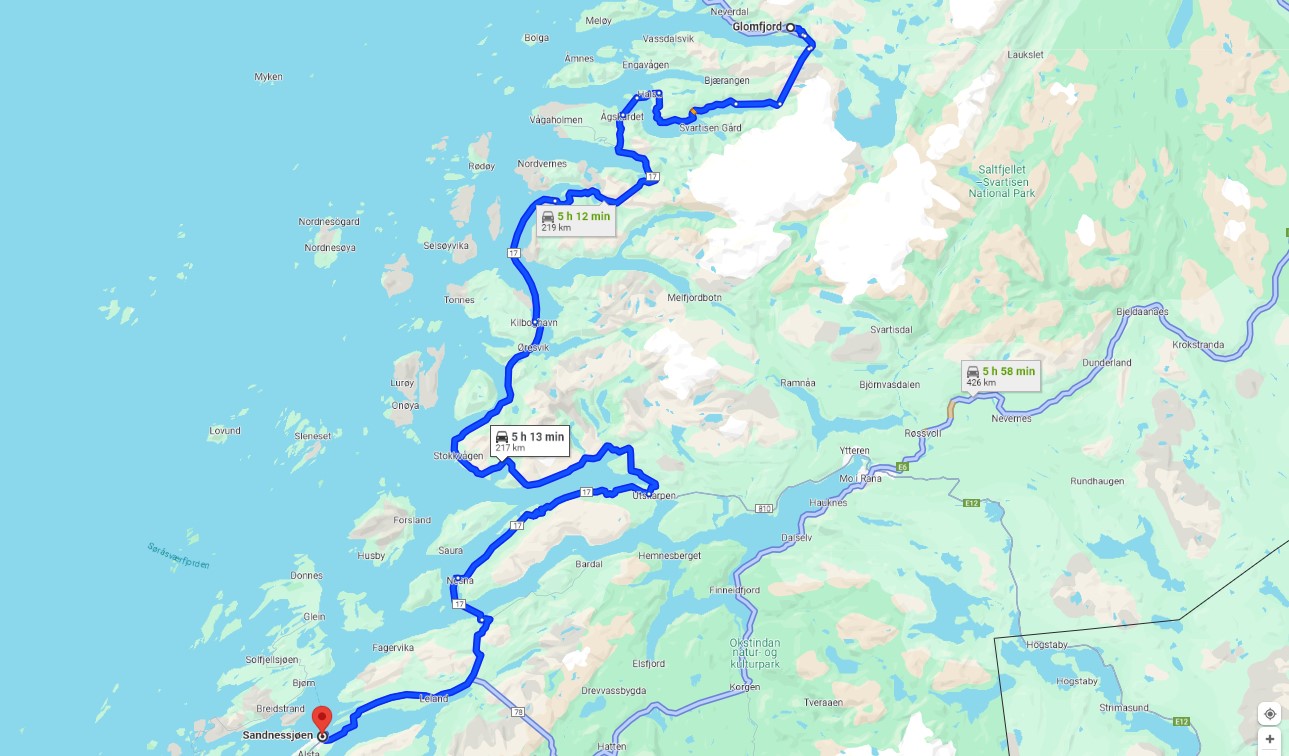 Neverdal
Meløy
Glomfjord
Bolga
Vassdalsvik
Laukslet
Åmnes
Engavågen
Myken
Bjærangen
Halsa
Vågaholmen
Ågskardet
Svartisen Gård
Nordvernes
Rødøy
17
Saltfjellet
–Svartisen
National Park
5 h 12 min
219 km
Nordnesøgard
Nordnesøya
Selsøyvika
17
Tonnes
Melfjordbotn
Kilboghavn
Bjeldaanaes
Svartisdal
Øresvik
Krokstranda
Dunderland
5 h 58 min
426 km
Lurøy
Ramnåa
Björnvasdalen
Onøya
Nevernes
Lovund
Sleneset
Røssvoll
5 h 13 min
217 km
Stokkvågen
Ytteren
Mo i Rana
E6
Rundhaugen
17
Utskarpen
810
Hauknes
E12
Forsland
17
Dalselv
Saura
Husby
Hemnesberget
Søråsværfjorden
Bardal
Donnes
Nesna
Finneidfjord
17
Glein
Fagervika
Okstindan
natur- og
kulturpark
Høgstaby
Solfjellsjøen
Elsfjord
Bjørn
Leland
Drevvassbygda
Korgen
Høgstaby
Breidstrand
78
Tveraaen
Strimasund
Sandnessjøen
E12
Alsta
Hatten
+